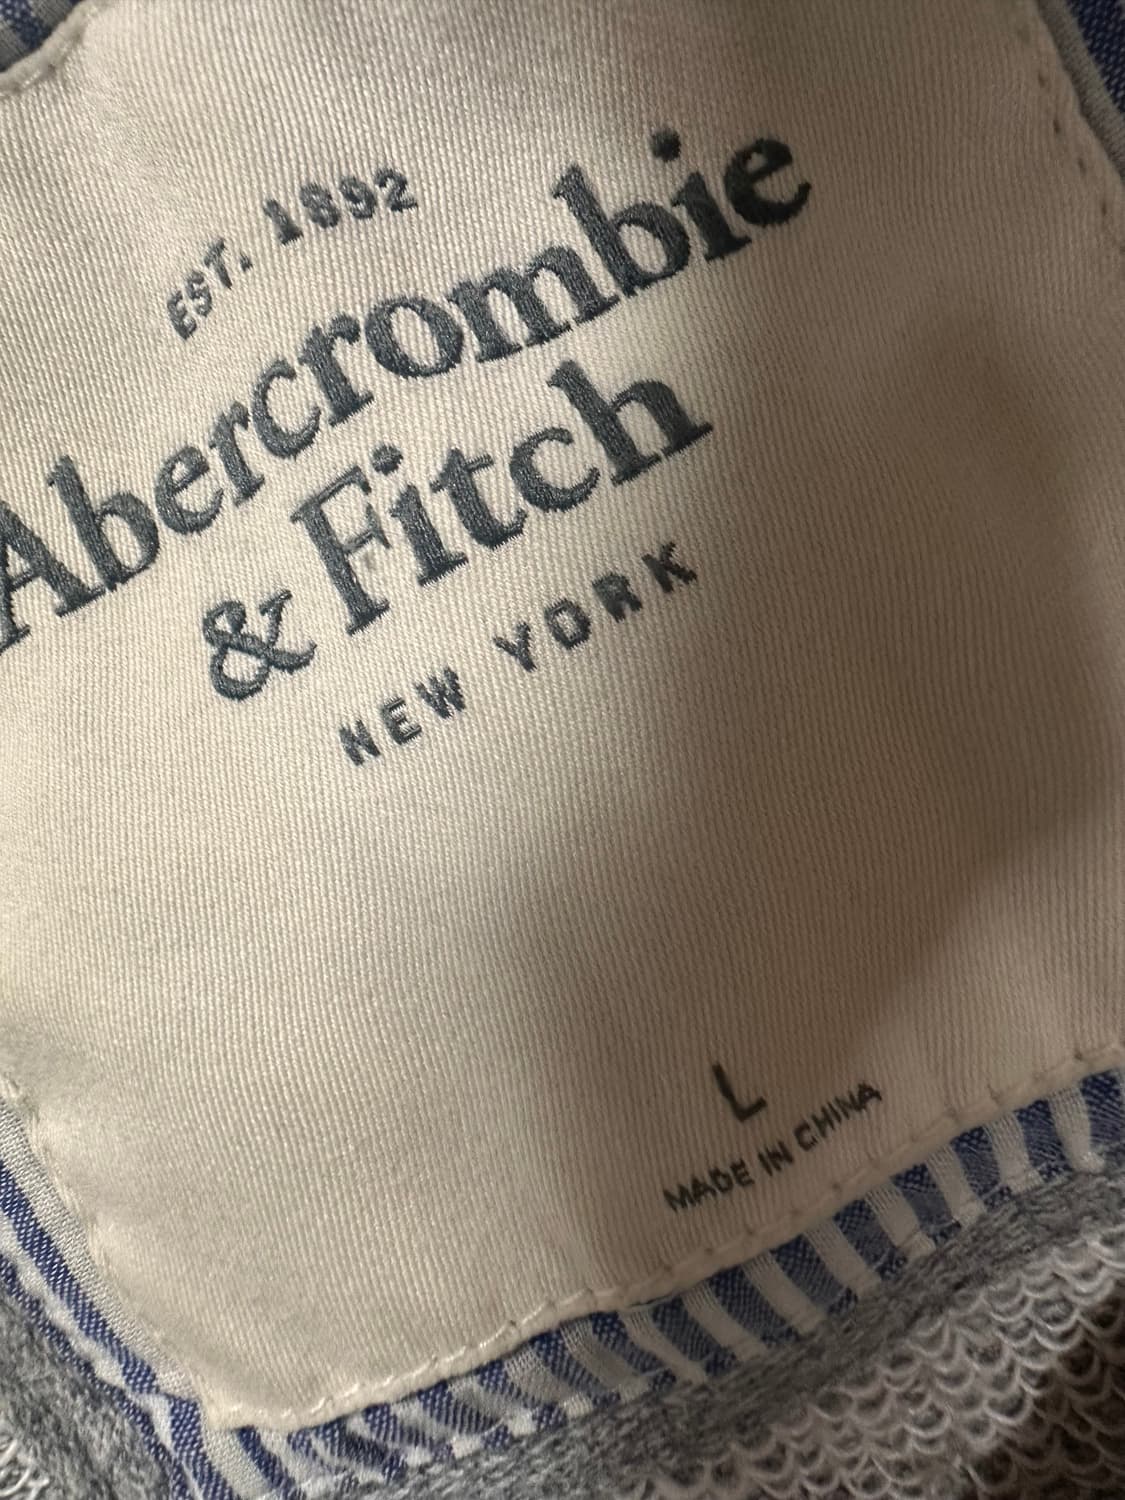 EST. 1892
Abercrombie
& Fitch
NEW YORK
L
MADE IN CHINA